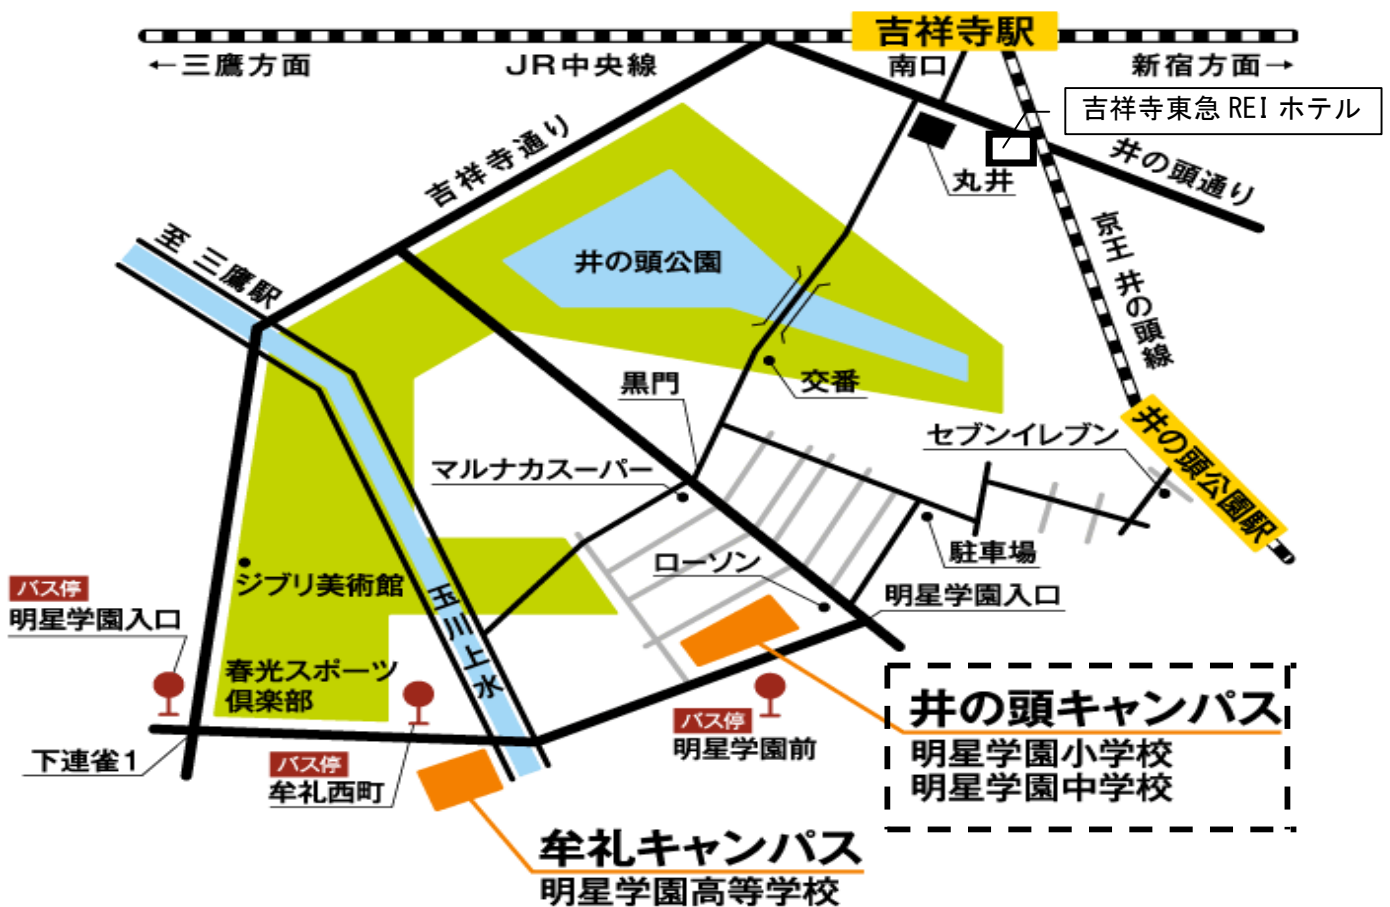 吉祥寺駅
←三鷹方面
JR中央線
南口
新宿方面→
吉祥寺東急 REI ホテル
吉祥寺通り
丸井
井の頭通り
至 三鷹駅
井の頭公園
京王 井の頭線
黒門
交番
井の頭公園駅
セブンイレブン
マルナカスーパー
駐車場
ローソン
明星学園入口
ジブリ美術館
玉川上水
バス停
明星学園入口
春光スポーツ
倶楽部
井の頭キャンパス
明星学園小学校
明星学園中学校
バス停
明星学園前
下連雀1
バス停
牟礼西町
牟礼キャンパス
明星学園高等学校